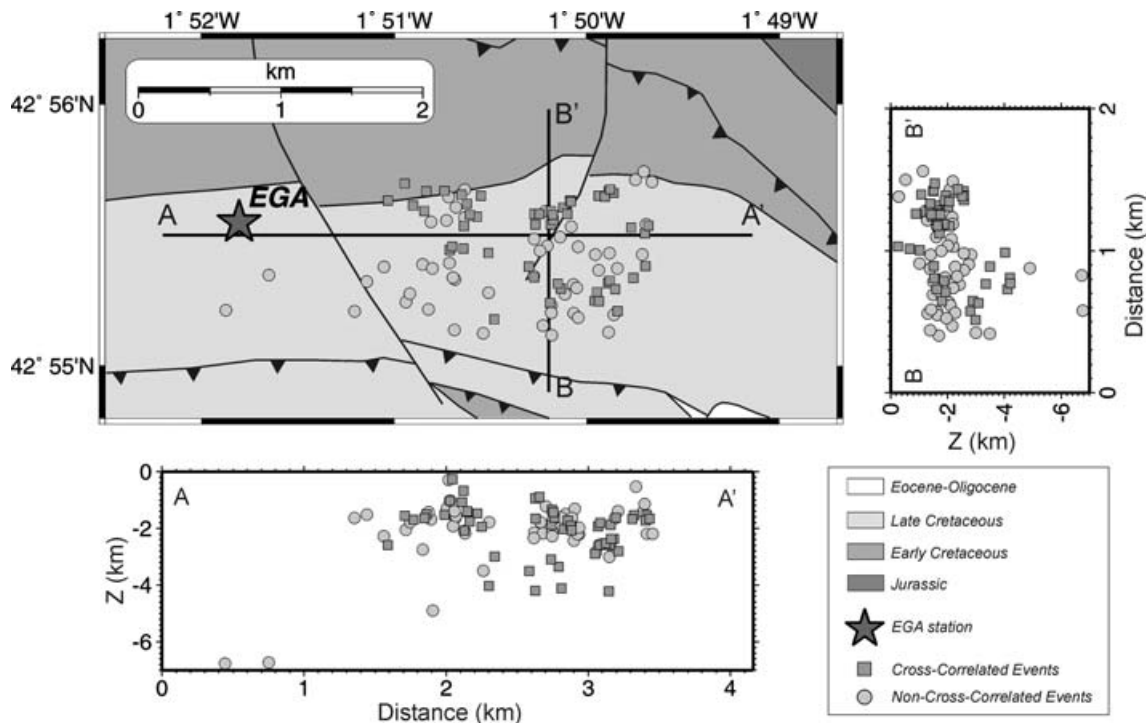 1° 52'W 1° 51'W 1° 50'W 1° 49'W
km
0 1 2
42° 56'N
B'
EGA
A A'
42° 55'N
B
2
B'
1
Distance (km)
B
0
0 -2 -4 -6
Z (km)
0
A A'
-2
Z (km)
-4
-6
0 1 2 3 4
Distance (km)
Eocene-Oligocene
Late Cretaceous
Early Cretaceous
Jurassic
EGA station
Cross-Correlated Events
Non-Cross-Correlated Events